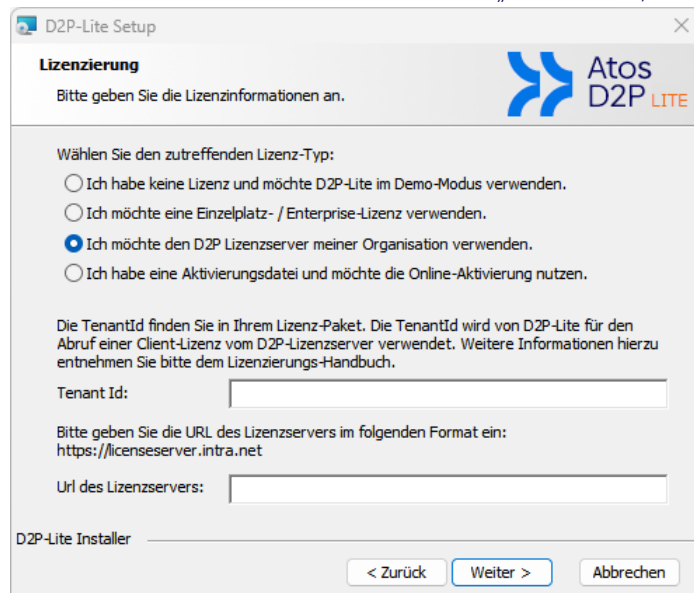 D2P-Lite Setup
Lizenzierung
Bitte geben Sie die Lizenzinformationen an.
Atos
D2P LITE
Wählen Sie den zutreffenden Lizenz-Typ:
Ich habe keine Lizenz und möchte D2P-Lite im Demo-Modus verwenden.
Ich möchte eine Einzelplatz- / Enterprise-Lizenz verwenden.
Ich möchte den D2P Lizenzserver meiner Organisation verwenden.
Ich habe eine Aktivierungsdatei und möchte die Online-Aktivierung nutzen.
Die TenantId finden Sie in Ihrem Lizenz-Paket. Die TenantId wird von D2P-Lite für den
Abruf einer Client-Lizenz vom D2P-Lizenzserver verwendet. Weitere Informationen hierzu
entnehmen Sie bitte dem Lizenzierungs-Handbuch.
Tenant Id:
Bitte geben Sie die URL des Lizenzservers im folgenden Format ein:
https://licenseserver.intra.net
Url des Lizenzservers:
D2P-Lite Installer
< Zurück Weiter > Abbrechen